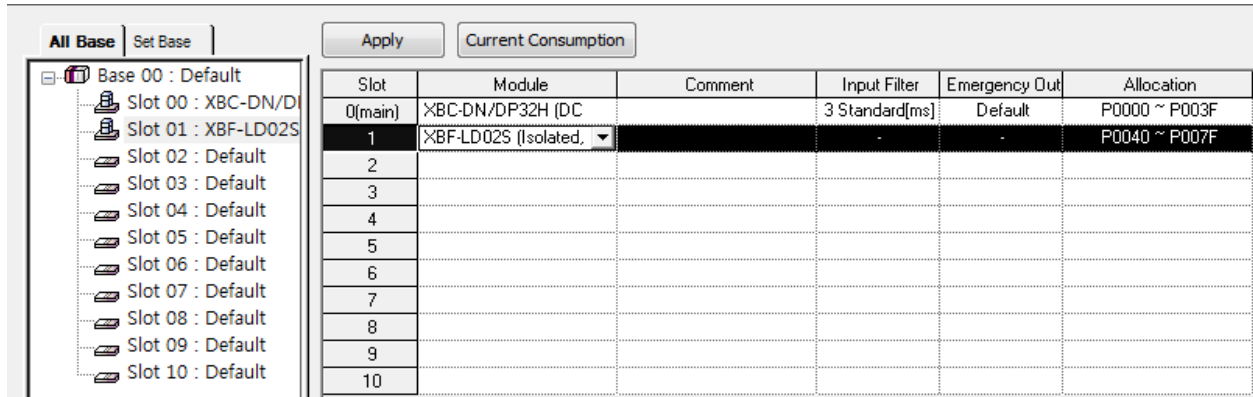 All Base Set Base
Base 00 : Default
Slot 00 : XBC-DN/DI
Slot 01 : XBF-LD02S
Slot 02 : Default
Slot 03 : Default
Slot 04 : Default
Slot 05 : Default
Slot 06 : Default
Slot 07 : Default
Slot 08 : Default
Slot 09 : Default
Slot 10 : Default
Apply Current Consumption
Slot Module Comment Input Filter Emergency Out Allocation
0(main) XBC-DN/DP32H (DC 3 Standard[ms] Default P0000 ~ P003F
1 XBF-LD02S (Isolated, - - P0040 ~ P007F
2
3
4
5
6
7
8
9
10